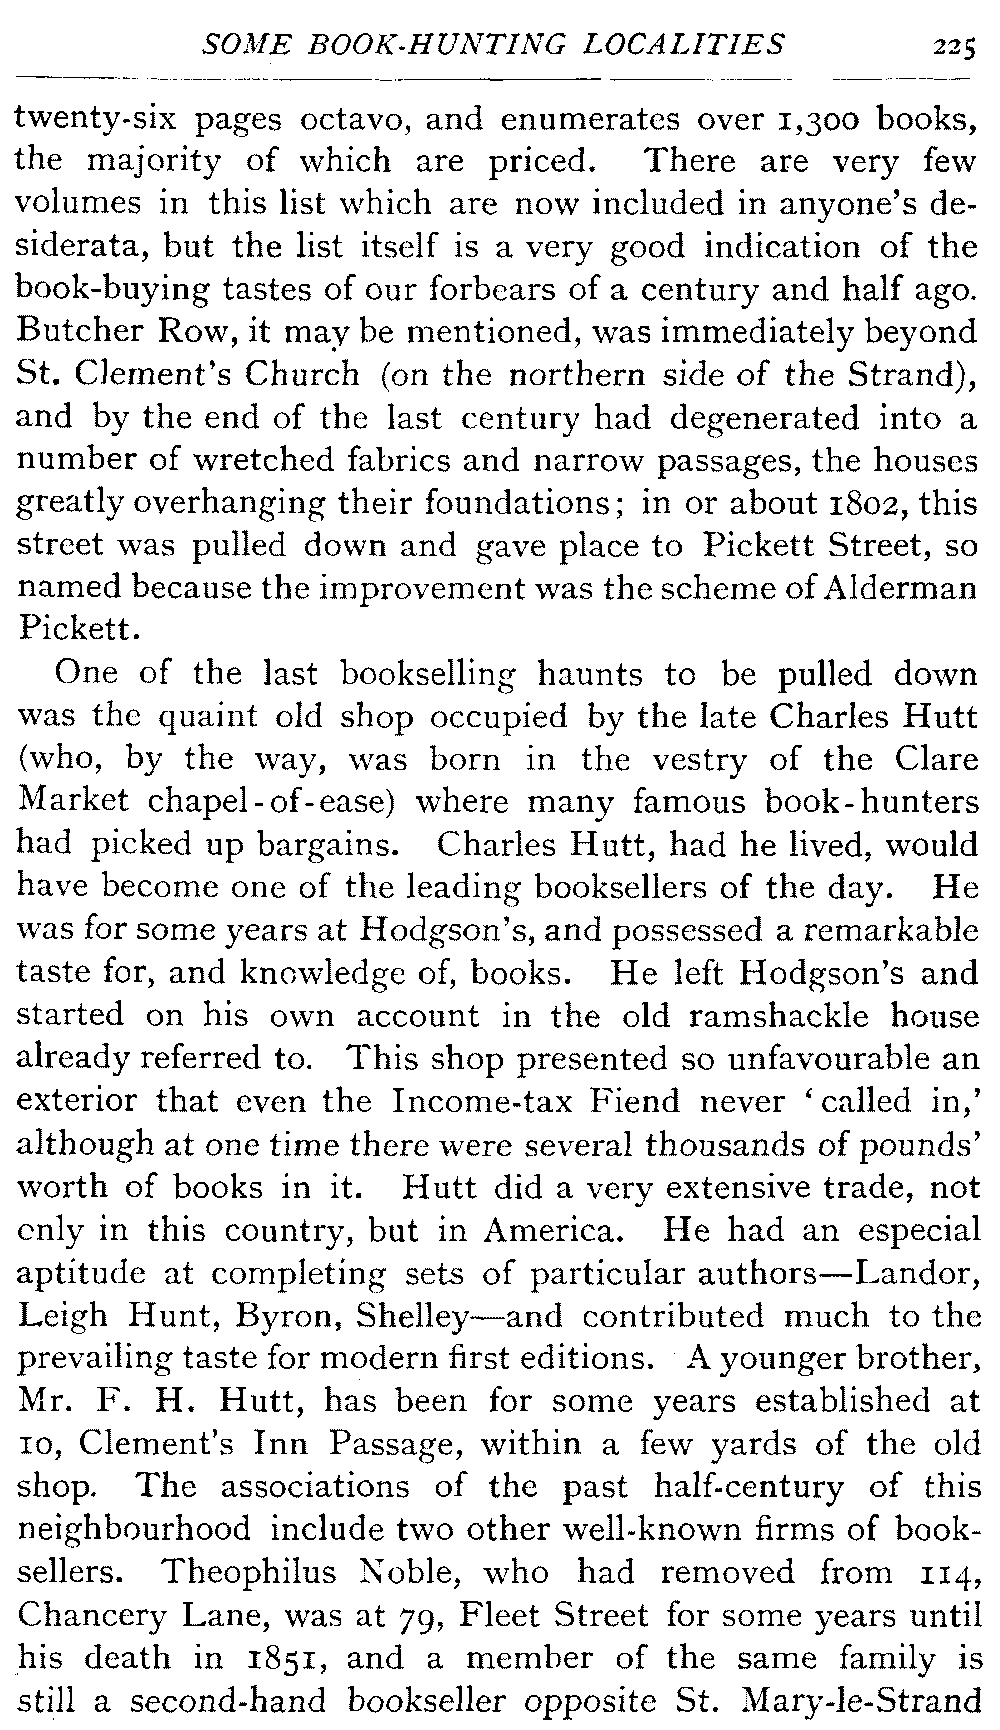 SOME BOOK-HUNTING LOCALITIES 225
twenty-six pages octavo, and enumerates over 1,300 books,
the majority of which are priced. There are very few
volumes in this list which are now included in anyone's de-
siderata, but the list itself is a very good indication of the
book-buying tastes of our forbears of a century and half ago.
Butcher Row, it may be mentioned, was immediately beyond
St. Clement's Church (on the northern side of the Strand),
and by the end of the last century had degenerated into a
number of wretched fabrics and narrow passages, the houses
greatly overhanging their foundations; in or about 1802, this
street was pulled down and gave place to Pickett Street, so
named because the improvement was the scheme of Alderman
Pickett.
One of the last bookselling haunts to be pulled down
was the quaint old shop occupied by the late Charles Hutt
(who, by the way, was born in the vestry of the Clare
Market chapel-of-ease) where many famous book-hunters
had picked up bargains. Charles Hutt, had he lived, would
have become one of the leading booksellers of the day. He
was for some years at Hodgson's, and possessed a remarkable
taste for, and knowledge of, books. He left Hodgson's and
started on his own account in the old ramshackle house
already referred to. This shop presented so unfavourable an
exterior that even the Income-tax Fiend never 'called in,'
although at one time there were several thousands of pounds'
worth of books in it. Hutt did a very extensive trade, not
only in this country, but in America. He had an especial
aptitude at completing sets of particular authors—Landor,
Leigh Hunt, Byron, Shelley—and contributed much to the
prevailing taste for modern first editions. A younger brother,
Mr. F. H. Hutt, has been for some years established at
10, Clement's Inn Passage, within a few yards of the old
shop. The associations of the past half-century of this
neighbourhood include two other well-known firms of book-
sellers. Theophilus Noble, who had removed from 114,
Chancery Lane, was at 79, Fleet Street for some years until
his death in 1851, and a member of the same family is
still a second-hand bookseller opposite St. Mary-le-Strand